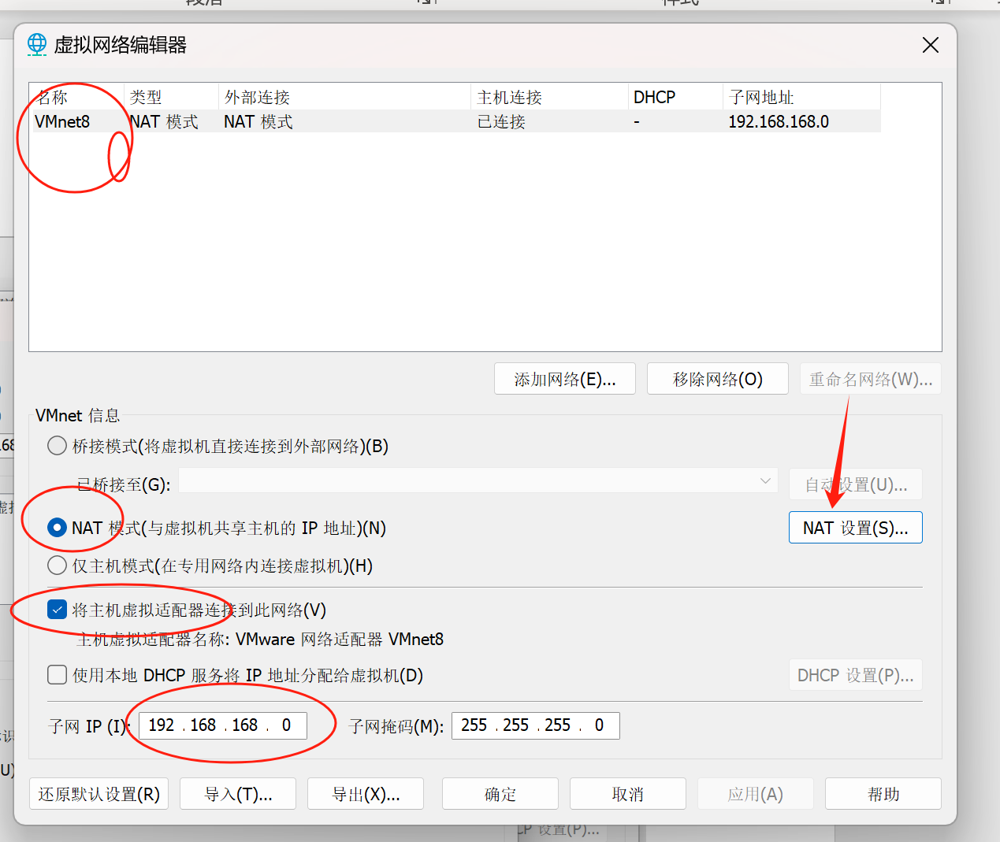 段落
样式
虚拟网络编辑器
名称 类型 外部连接 主机连接 DHCP 子网地址
VMnet8 NAT 模式 NAT 模式 已连接 - 192.168.168.0
添加网络(E)... 移除网络(O) 重命名网络(W)...
VMnet 信息
桥接模式(将虚拟机直接连接到外部网络)(B)
已桥接至(G): 自动设置(U)...
NAT 模式(与虚拟机共享主机的 IP 地址)(N) NAT 设置(S)...
仅主机模式(在专用网络内连接虚拟机)(H)
将主机虚拟适配器连接到此网络(V)
主机虚拟适配器名称: VMware 网络适配器 VMnet8
使用本地 DHCP 服务将 IP 地址分配给虚拟机(D) DHCP 设置(P)...
子网 IP (I): 192 . 168 . 168 . 0 子网掩码(M): 255 . 255 . 255 . 0
还原默认设置(R) 导入(T)... 导出(X)... 确定 取消 应用(A) 帮助
CP 设置(P)...